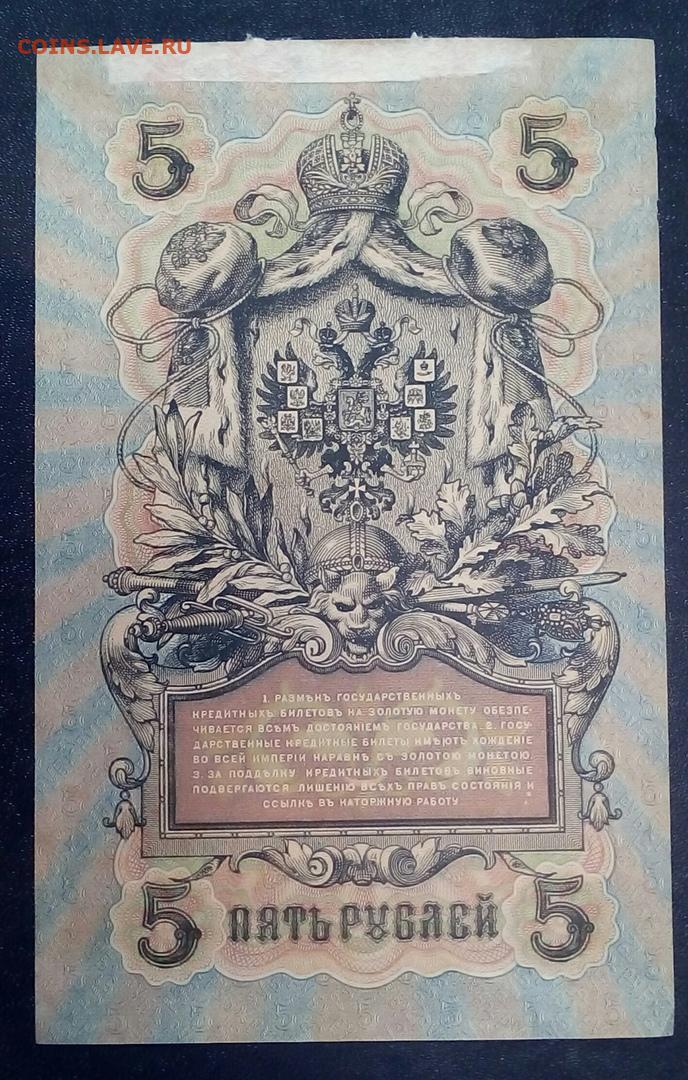 COINS.LAVE.RU
5 5
1. РАЗМѢНЪ ГОСУДАРСТВЕННЫХЪ
КРЕДИТНЫХЪ БИЛЕТОВЪ НА ЗОЛОТУЮ МОНЕТУ ОБЕЗПЕ-
ЧИВАЕТСЯ ВСѢМЪ ДОСТОЯНІЕМЪ ГОСУДАРСТВА. 2. ГОСУ-
ДАРСТВЕННЫЕ КРЕДИТНЫЕ БИЛЕТЫ ИМѢЮТЪ ХОЖДЕНІЕ
ВО ВСЕЙ ИМПЕРІИ НАРАВНѢ СЪ ЗОЛОТОЮ МОНЕТОЮ.
3. ЗА ПОДДѢЛКУ КРЕДИТНЫХЪ БИЛЕТОВЪ ВИНОВНЫЕ
ПОДВЕРГАЮТСЯ ЛИШЕНІЮ ВСѢХЪ ПРАВЪ СОСТОЯНІЯ И
ССЫЛКѢ ВЪ КАТОРЖНУЮ РАБОТУ
5 ПЯТЬ РУБЛЕЙ 5